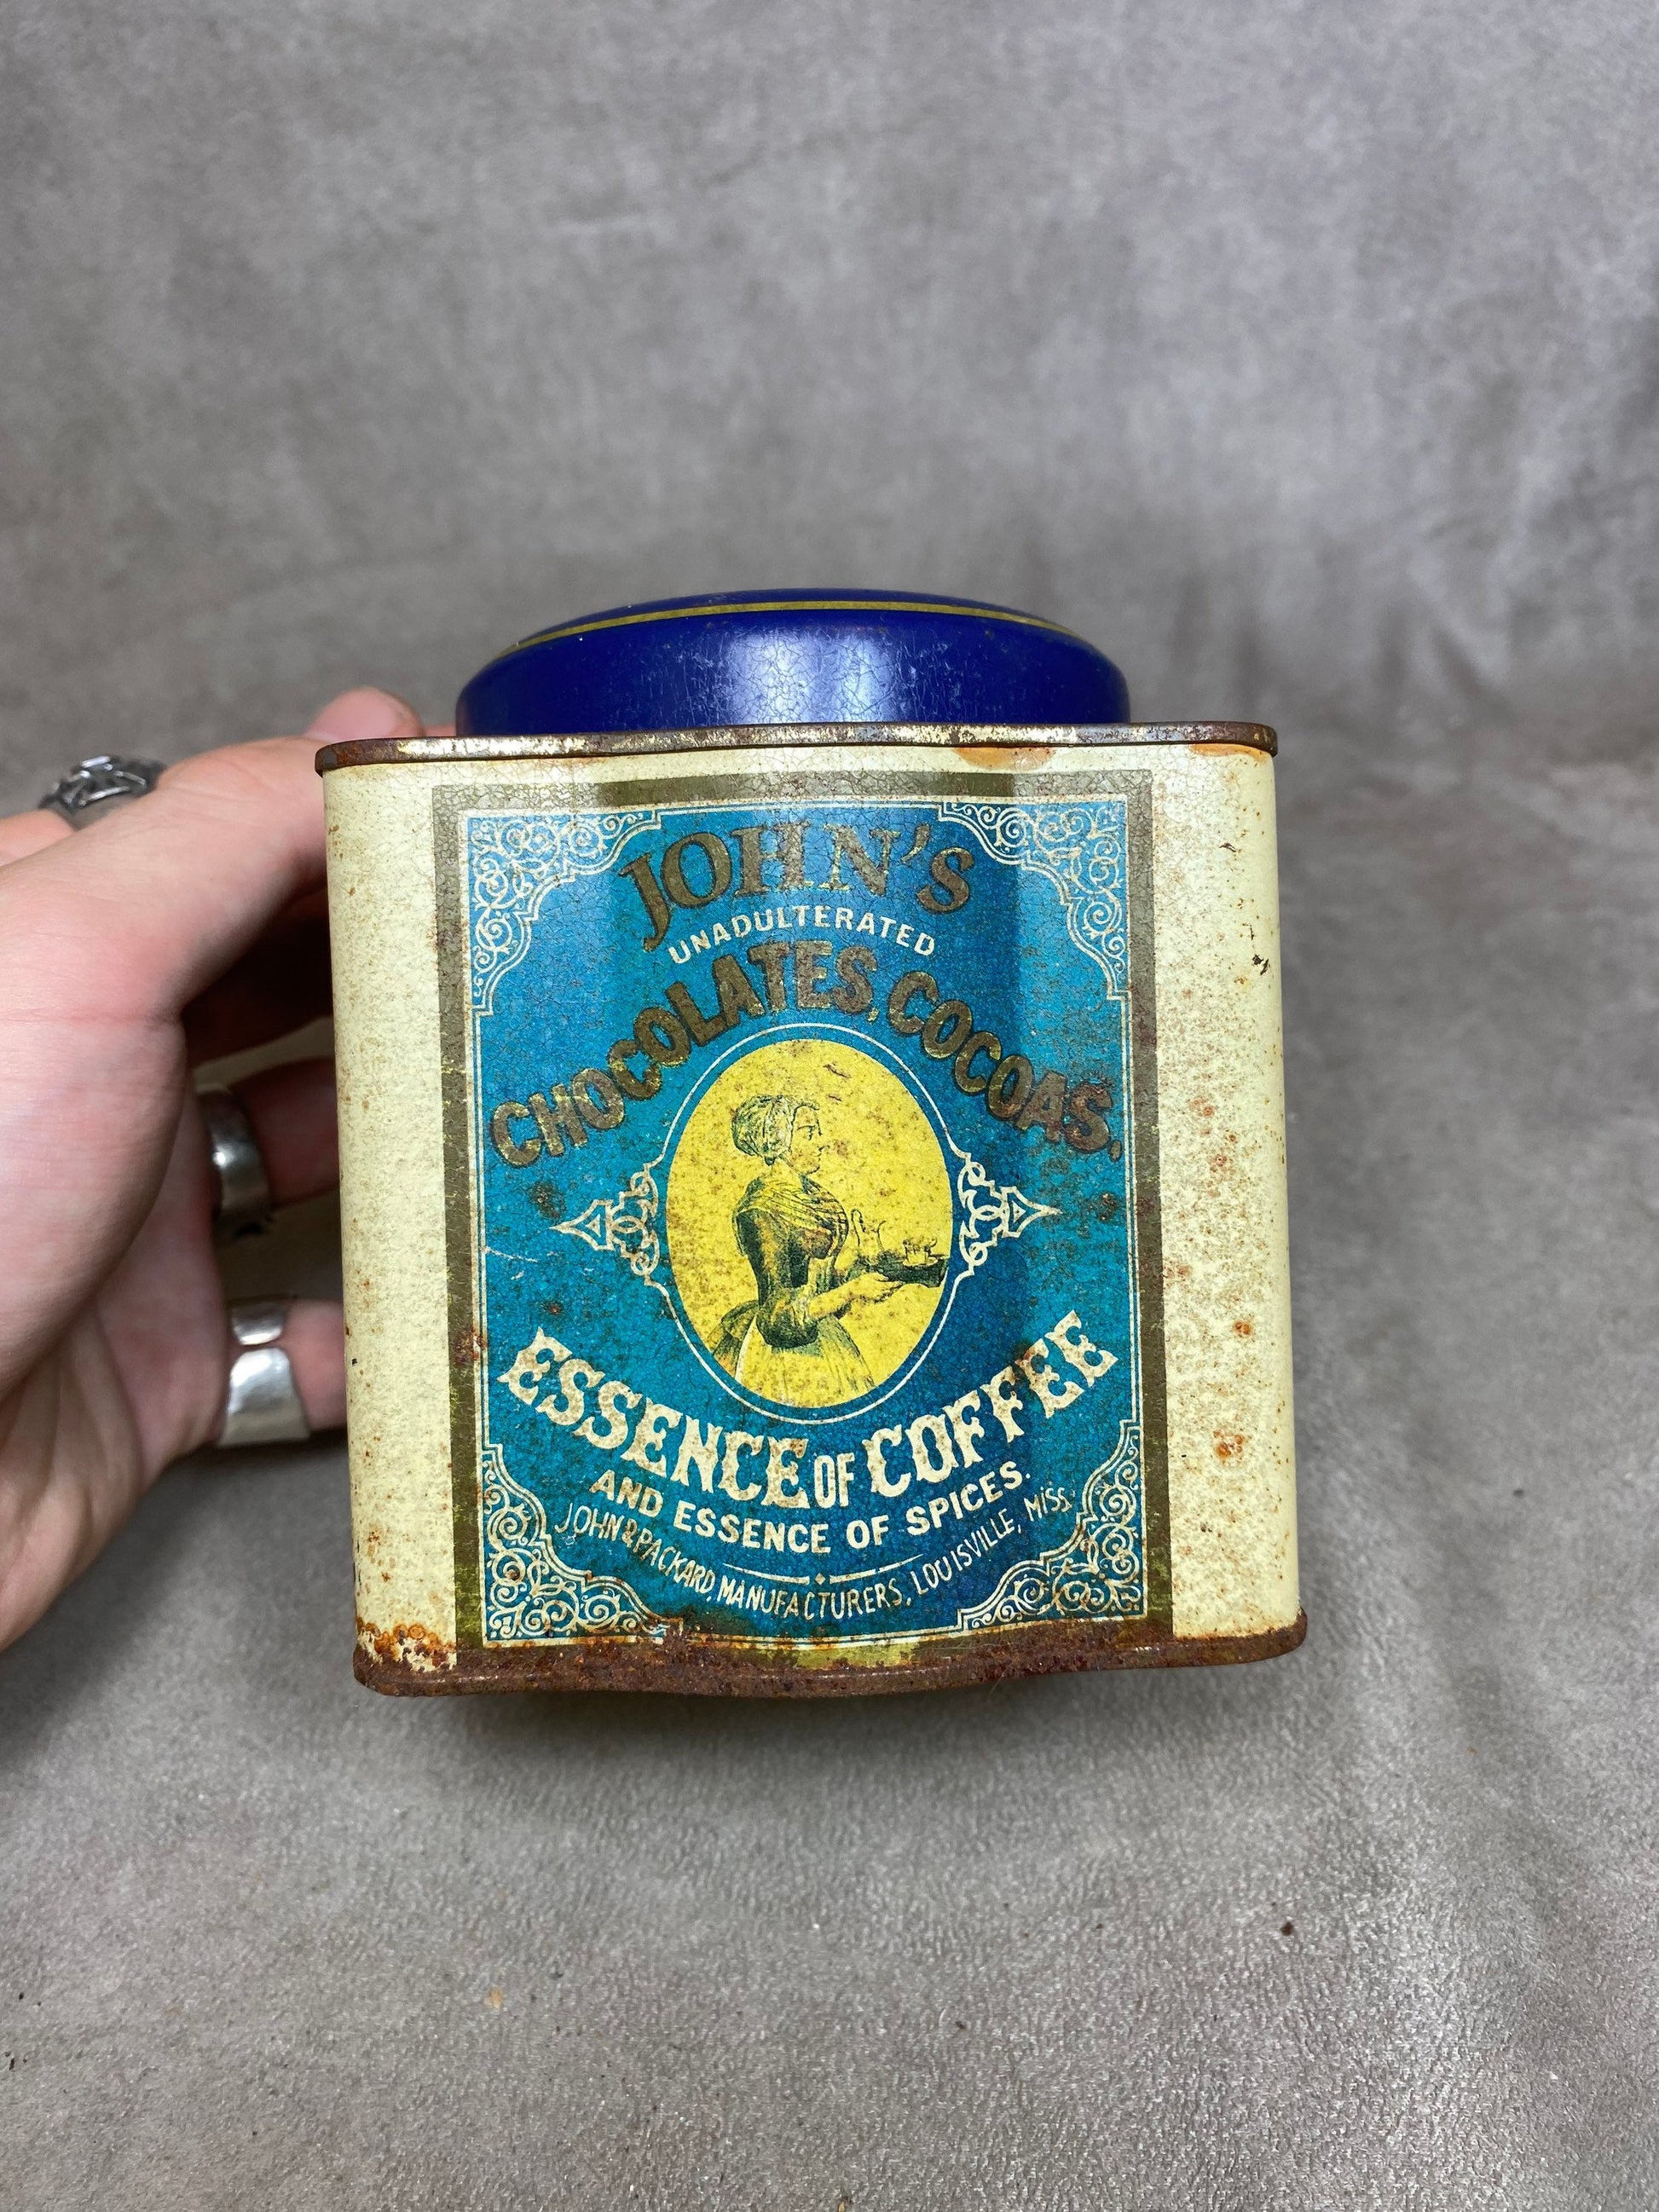 JOHN'S
UNADULTERATED
CHOCOLATES, COCOAS,
ESSENCE OF COFFEE
AND ESSENCE OF SPICES.
JOHN & PACKARD, MANUFACTURERS, LOUISVILLE, MISS.